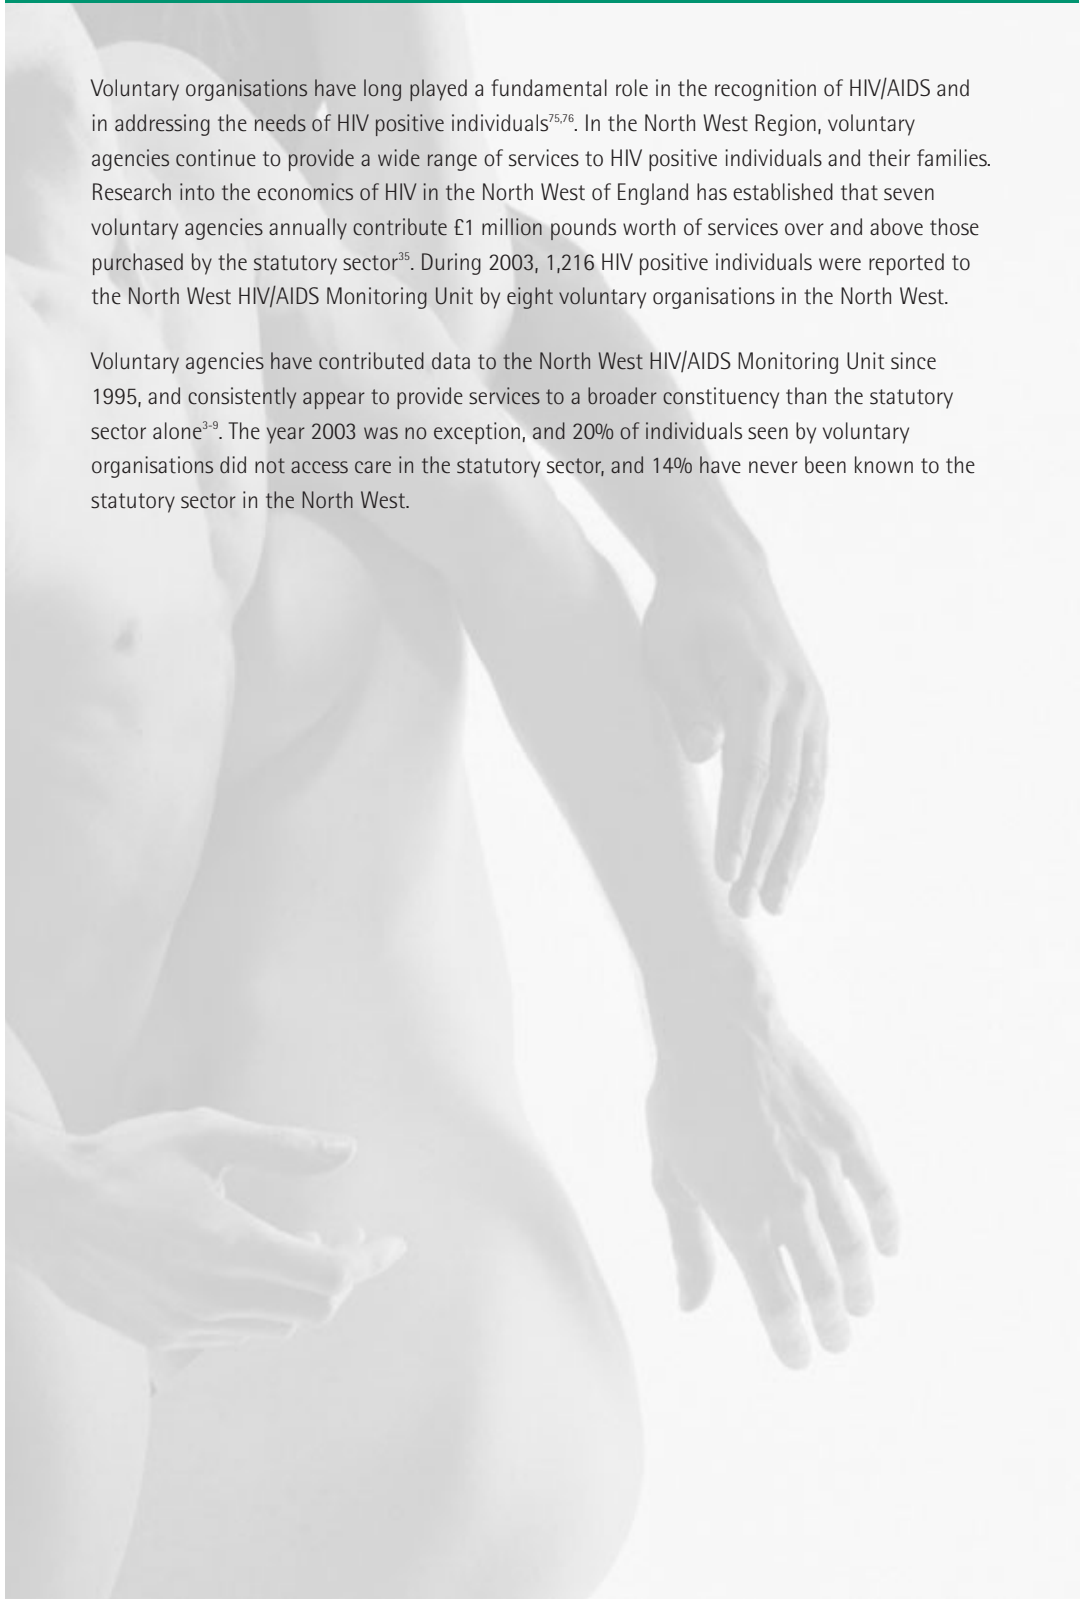 Voluntary organisations have long played a fundamental role in the recognition of HIV/AIDS and
in addressing the needs of HIV positive individuals75,76. In the North West Region, voluntary
agencies continue to provide a wide range of services to HIV positive individuals and their families.
Research into the economics of HIV in the North West of England has established that seven
voluntary agencies annually contribute £1 million pounds worth of services over and above those
purchased by the statutory sector35. During 2003, 1,216 HIV positive individuals were reported to
the North West HIV/AIDS Monitoring Unit by eight voluntary organisations in the North West.
Voluntary agencies have contributed data to the North West HIV/AIDS Monitoring Unit since
1995, and consistently appear to provide services to a broader constituency than the statutory
sector alone3-9. The year 2003 was no exception, and 20% of individuals seen by voluntary
organisations did not access care in the statutory sector, and 14% have never been known to the
statutory sector in the North West.